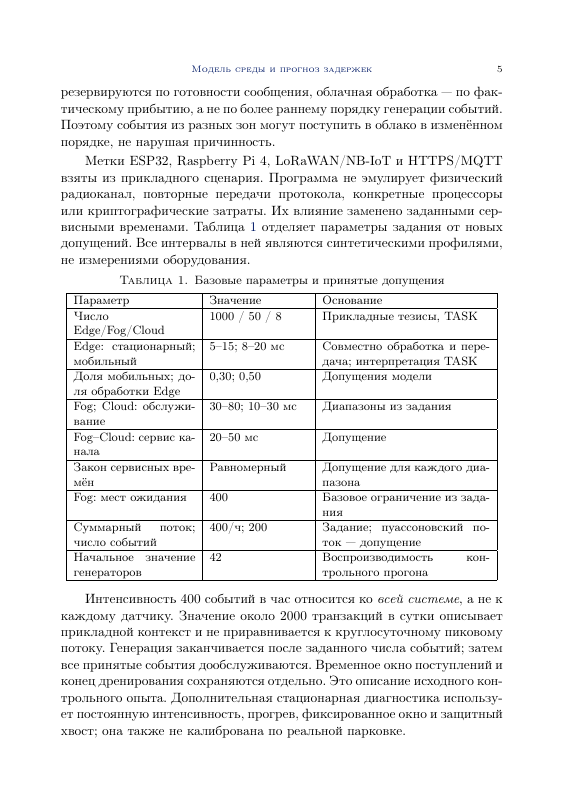 Модель среды и прогноз задержек 5
резервируются по готовности сообщения, облачная обработка — по фак-
тическому прибытию, а не по более раннему порядку генерации событий.
Поэтому события из разных зон могут поступить в облако в изменённом
порядке, не нарушая причинность.
Метки ESP32, Raspberry Pi 4, LoRaWAN/NB-IoT и HTTPS/MQTT
взяты из прикладного сценария. Программа не эмулирует физический
радиоканал, повторные передачи протокола, конкретные процессоры
или криптографические затраты. Их влияние заменено заданными сер-
висными временами. Таблица 1 отделяет параметры задания от новых
допущений. Все интервалы в ней являются синтетическими профилями,
не измерениями оборудования.
Таблица 1. Базовые параметры и принятые допущения
Параметр Значение Основание
Число 1000 / 50 / 8 Прикладные тезисы, TASK
Edge/Fog/Cloud
Edge: стационарный; 5–15; 8–20 мс Совместно обработка и пере-
мобильный дача; интерпретация TASK
Доля мобильных; до- 0,30; 0,50 Допущения модели
ля обработки Edge
Fog; Cloud: обслужи- 30–80; 10–30 мс Диапазоны из задания
вание
Fog–Cloud: сервис ка- 20–50 мс Допущение
нала
Закон сервисных вре- Равномерный Допущение для каждого диа-
мён пазона
Fog: мест ожидания 400 Базовое ограничение из зада-
ния
Суммарный поток; 400/ч; 200 Задание; пуассоновский по-
число событий ток — допущение
Начальное значение 42 Воспроизводимость кон-
генераторов трольного прогона
Интенсивность 400 событий в час относится ко всей системе, а не к
каждому датчику. Значение около 2000 транзакций в сутки описывает
прикладной контекст и не приравнивается к круглосуточному пиковому
потоку. Генерация заканчивается после заданного числа событий; затем
все принятые события дообслуживаются. Временное окно поступлений и
конец дренирования сохраняются отдельно. Это описание исходного кон-
трольного опыта. Дополнительная стационарная диагностика использу-
ет постоянную интенсивность, прогрев, фиксированное окно и защитный
хвост; она также не калибрована по реальной парковке.